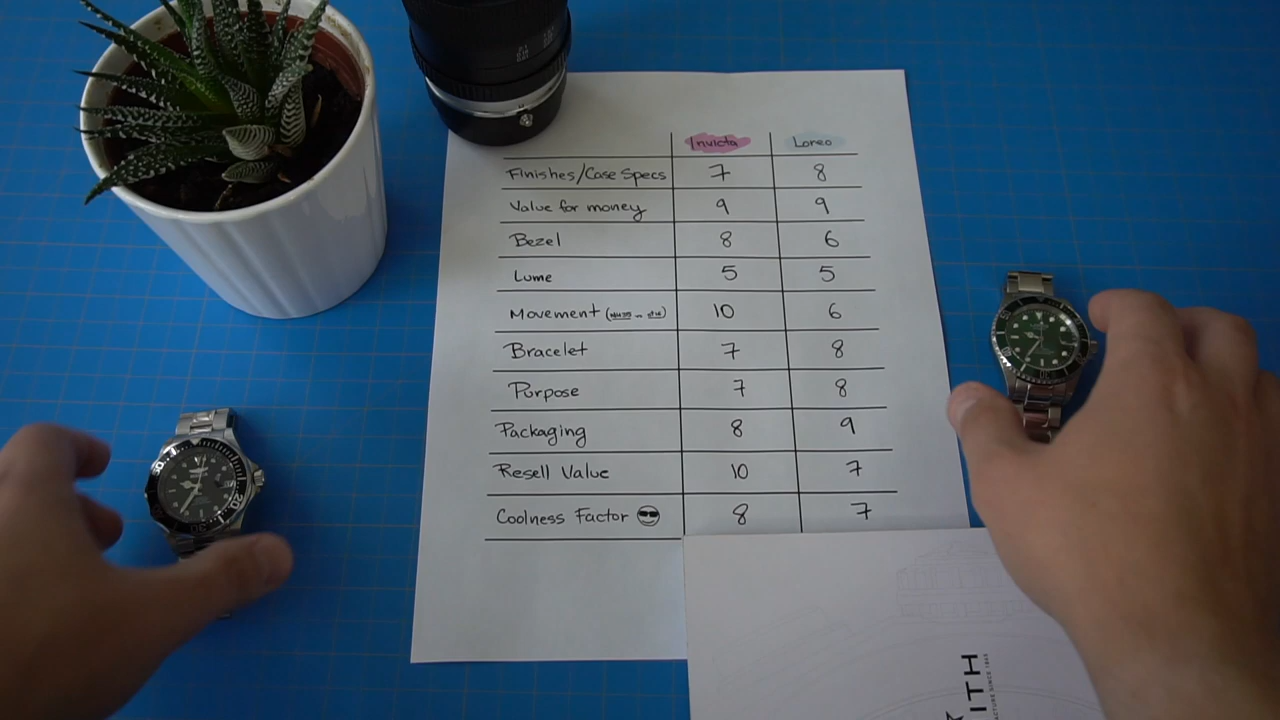 Invicta Loreo
Finishes/Case Specs 7 8
Value for money 9 9
Bezel 8 6
Lume 5 5
Movement 10 6
Bracelet 7 8
Purpose 7 8
Packaging 8 9
Resell Value 10 7
Coolness Factor 😎 8 7
ITH